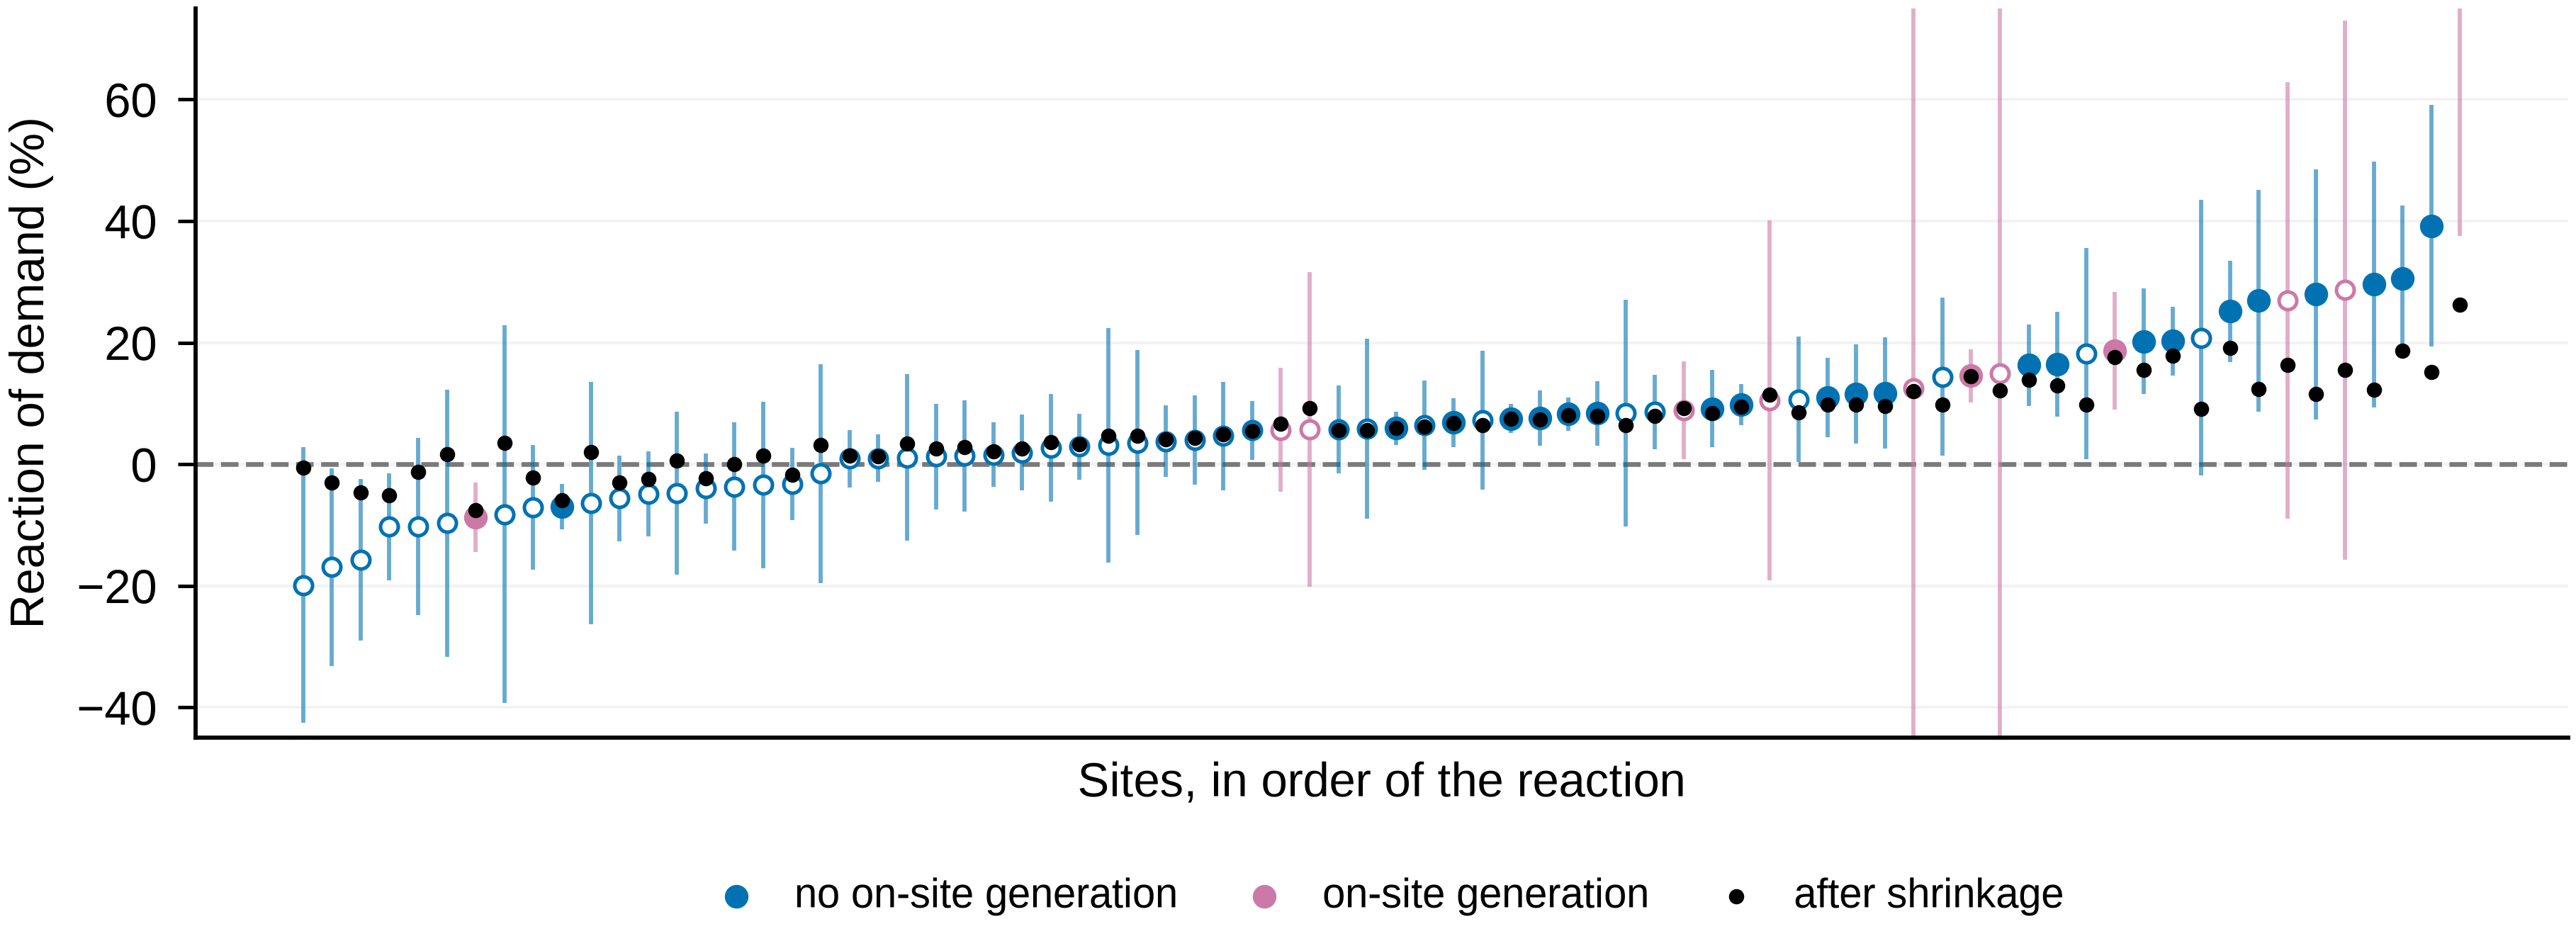 Reaction of demand (%)
60
40
20
0
−20
−40
Sites, in order of the reaction
no on-site generation
on-site generation
after shrinkage